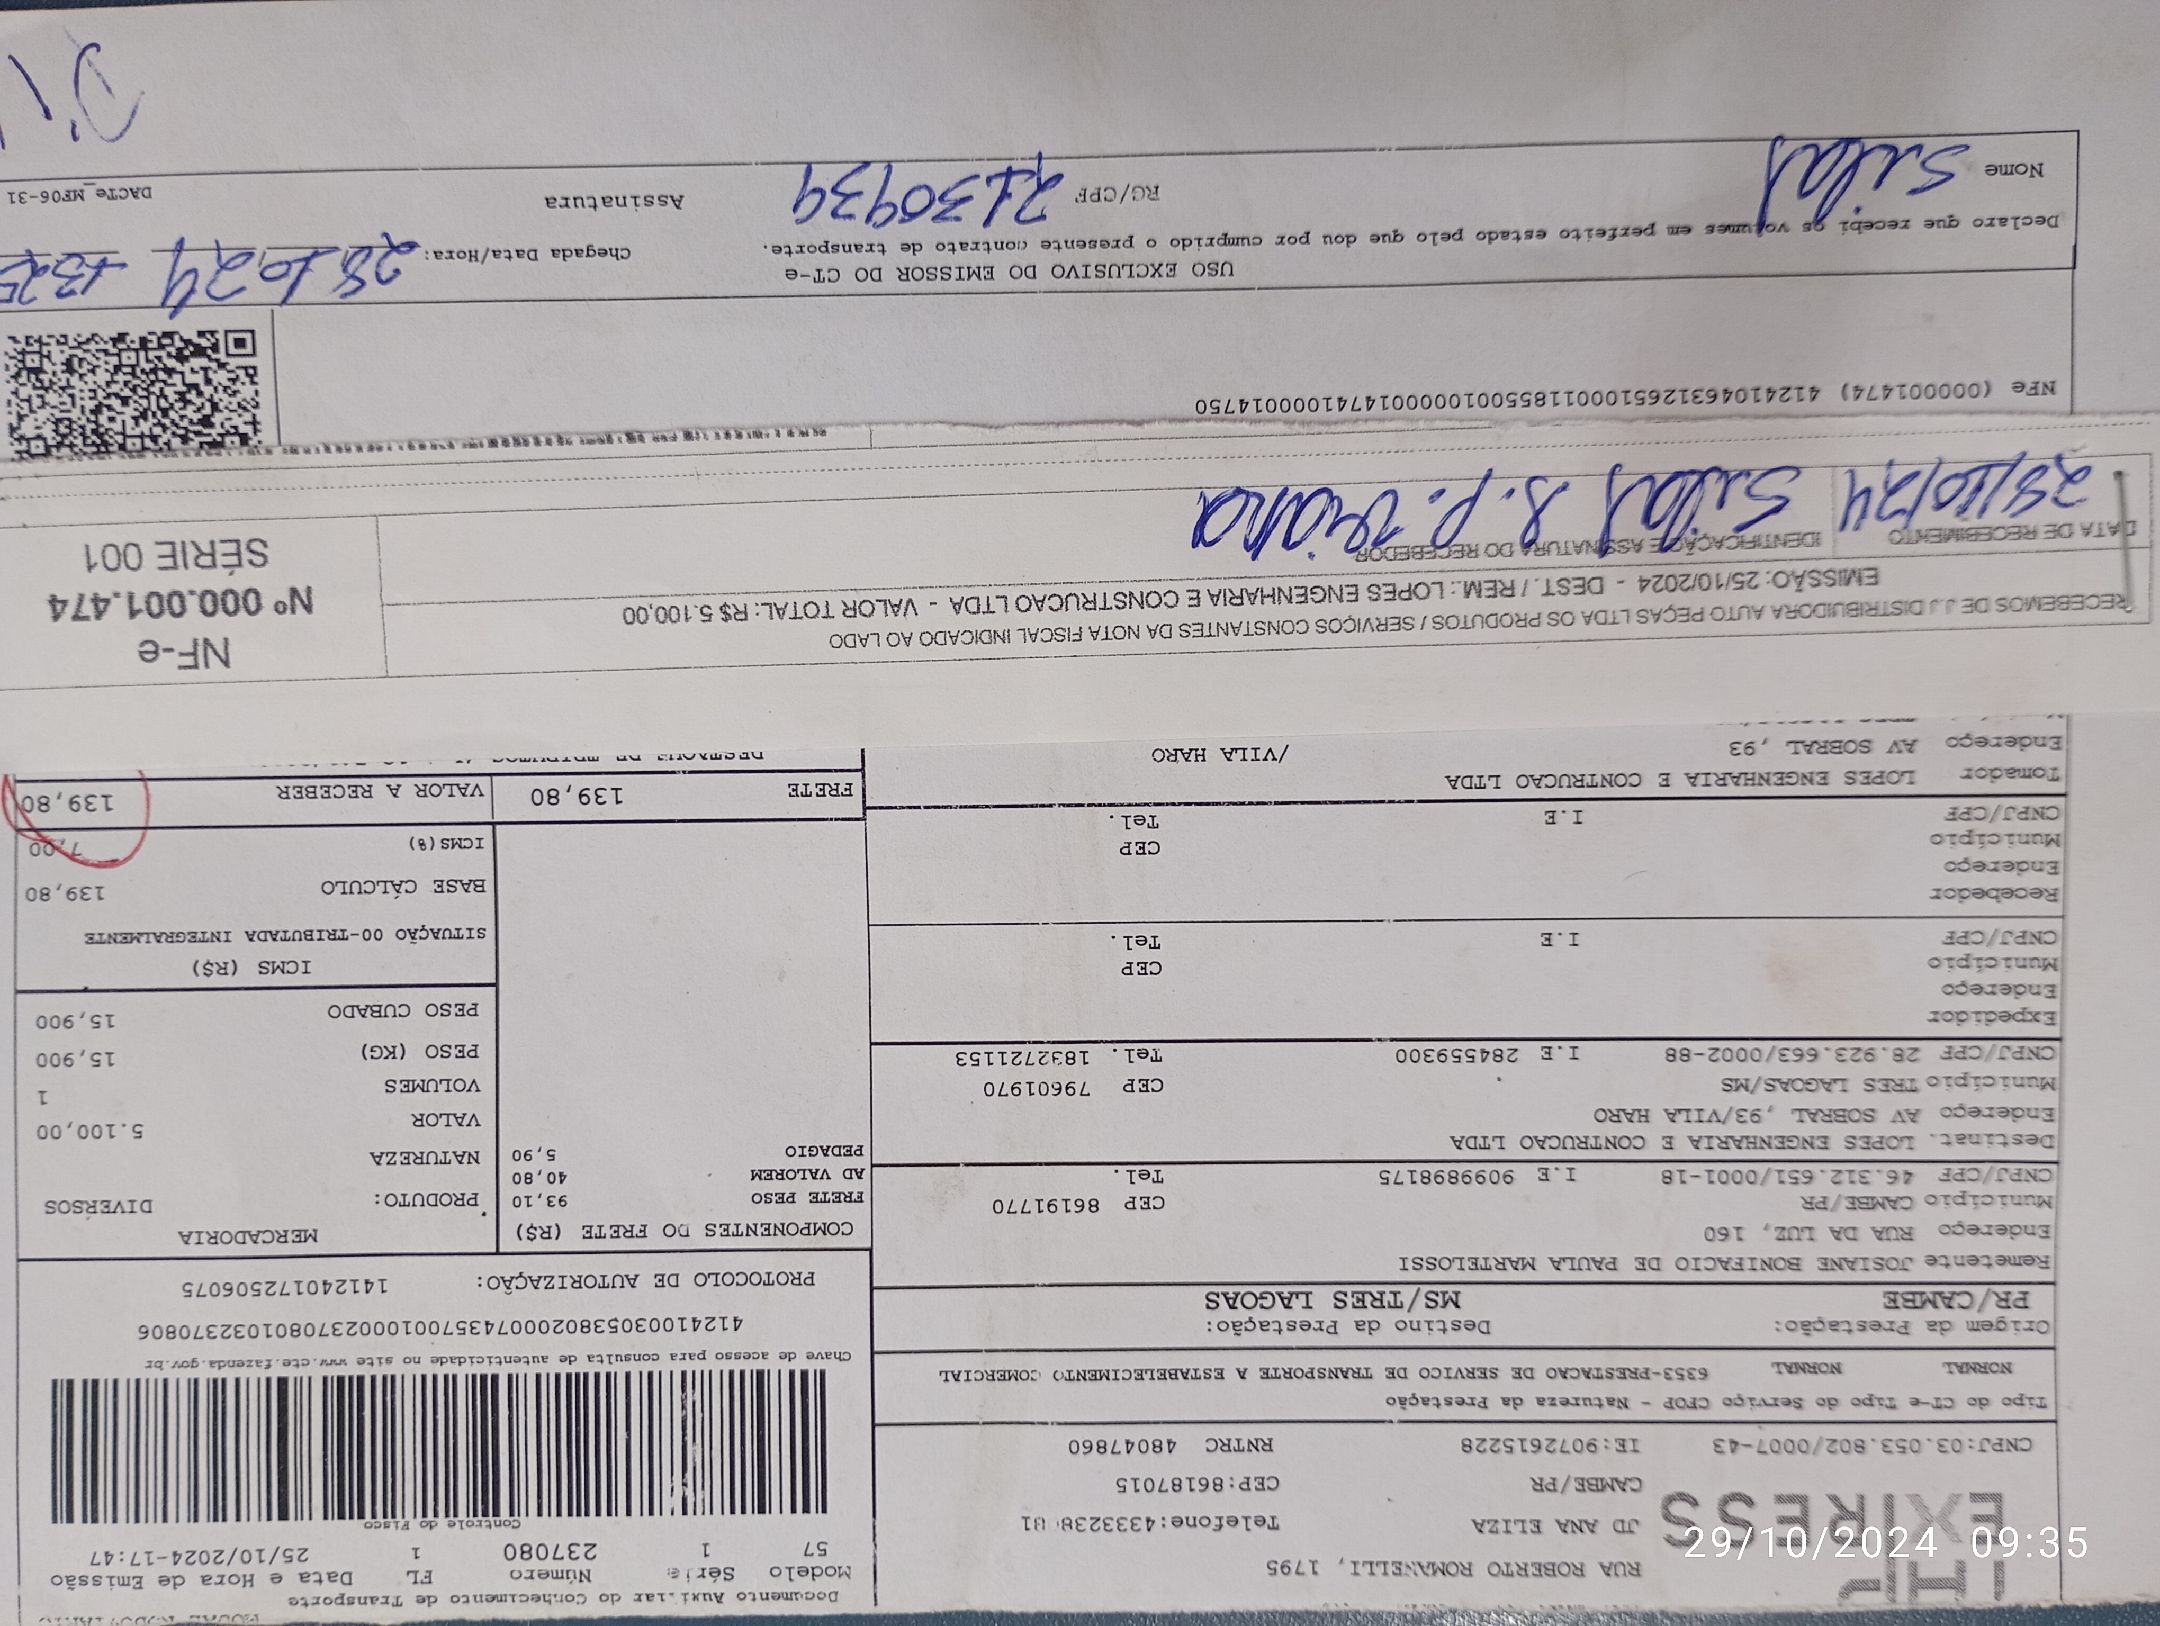 Documento Auxiliar do Conhecimento de Transporte
Modelo Série Número FL Data e Hora de Emissão
57 1 237080 1 25/10/2024-17:47
Controle do Fisco
EXPRESS
RUA ROBERTO ROMANELLI, 1795
JD ANA ELIZA
CAMBE/PR CEP:86187015
CNPJ:03.053.802/0007-43 IE:9072615228 RNTRC 48047860
Tipo do CT-e Tipo do Serviço CFOP - Natureza da Prestação
NORMAL NORMAL 6353-PRESTACAO DE SERVICO DE TRANSPORTE A ESTABELECIMENTO COMERCIAL
Origem da Prestação: Destino da Prestação:
PR/CAMBE MS/TRES LAGOAS
Chave de acesso para consulta de autenticidade no site www.cte.fazenda.gov.br
41241003053802000743570010002370801032370806
PROTOCOLO DE AUTORIZAÇÃO: 141240172506075
Remetente JOSIANE BONIFACIO DE PAULA MARTELOSSI
Endereço RUA DA LUZ, 160
Município CAMBE/PR CEP 86191770
CNPJ/CPF 46.312.651/0001-18 I.E 9099898175 Tel.
Destinat. LOPES ENGENHARIA E CONTRUCAO LTDA
Endereço AV SOBRAL ,93/VILA HARO
Município TRES LAGOAS/MS CEP 79601970
CNPJ/CPF 28.923.663/0002-88 I.E 284559300 Tel. 1832721153
Expedidor
Endereço
Município CEP
CNPJ/CPF I.E Tel.
Recebedor
Endereço
Município CEP
CNPJ/CPF I.E Tel.
Tomador LOPES ENGENHARIA E CONTRUCAO LTDA
Endereço AV SOBRAL ,93 /VILA HARO
COMPONENTES DO FRETE (R$)
FRETE PESO 93,10
AD VALOREM 40,80
PEDAGIO 5,90
FRETE 139,80
MERCADORIA
PRODUTO: DIVERSOS
NATUREZA
VALOR 5.100,00
VOLUMES 1
PESO (KG) 15,900
PESO CUBADO 15,900
ICMS (R$)
SITUAÇÃO 00-TRIBUTADA INTEGRALMENTE
BASE CÁLCULO 139,80
ICMS(%) 7,00
VALOR A RECEBER 139,80
RECEBEMOS DE JJ DISTRIBUIDORA AUTO PEÇAS LTDA OS PRODUTOS / SERVIÇOS CONSTANTES DA NOTA FISCAL INDICADO AO LADO
EMISSÃO: 25/10/2024 - DEST. / REM.: LOPES ENGENHARIA E CONSTRUCAO LTDA - VALOR TOTAL: R$ 5.100,00
DATA DE RECEBIMENTO IDENTIFICAÇÃO E ASSINATURA DO RECEBEDOR
28/10/24 Silas S. P. Viana
NF-e
Nº 000.001.474
SÉRIE 001
NFe (000001474) 41241046312651000118550010000014741000014750
USO EXCLUSIVO DO EMISSOR DO CT-e
Declaro que recebi os volumes em perfeito estado pelo que dou por cumprido o presente contrato de transporte.
Chegada Data/Hora: 28 10 24 1325
Nome Silas RG/CPF 21309439 Assinatura
DACTe_MF06-31
29/10/2024 09:35